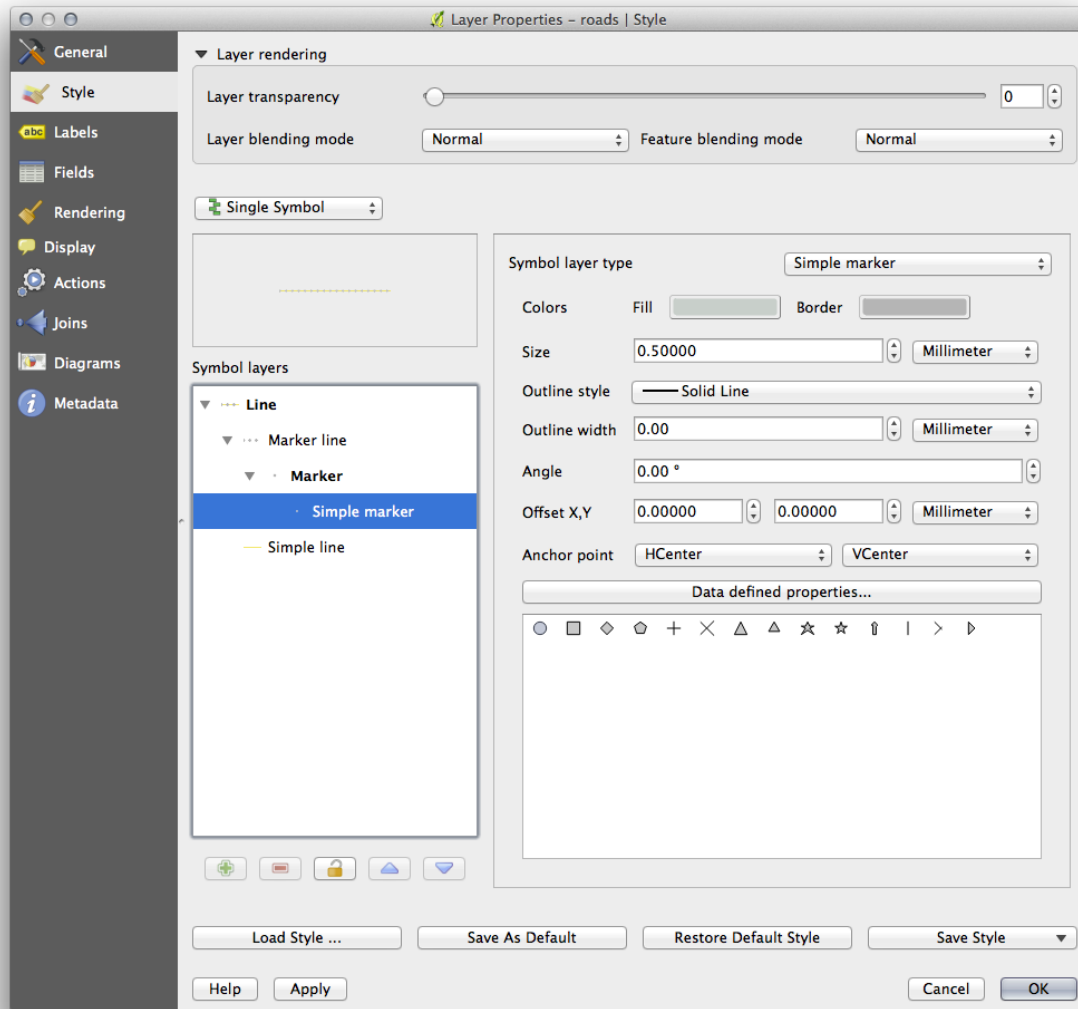 Layer Properties – roads | Style
General
Style
abc Labels
Fields
Rendering
Display
Actions
Joins
Diagrams
i Metadata
Layer rendering
Layer transparency 0
Layer blending mode Normal Feature blending mode Normal
Single Symbol
Symbol layers
Line
Marker line
Marker
Simple marker
Simple line
Symbol layer type Simple marker
Colors Fill Border
Size 0.50000 Millimeter
Outline style Solid Line
Outline width 0.00 Millimeter
Angle 0.00 °
Offset X,Y 0.00000 0.00000 Millimeter
Anchor point HCenter VCenter
Data defined properties...
Load Style ... Save As Default Restore Default Style Save Style
Help Apply Cancel OK